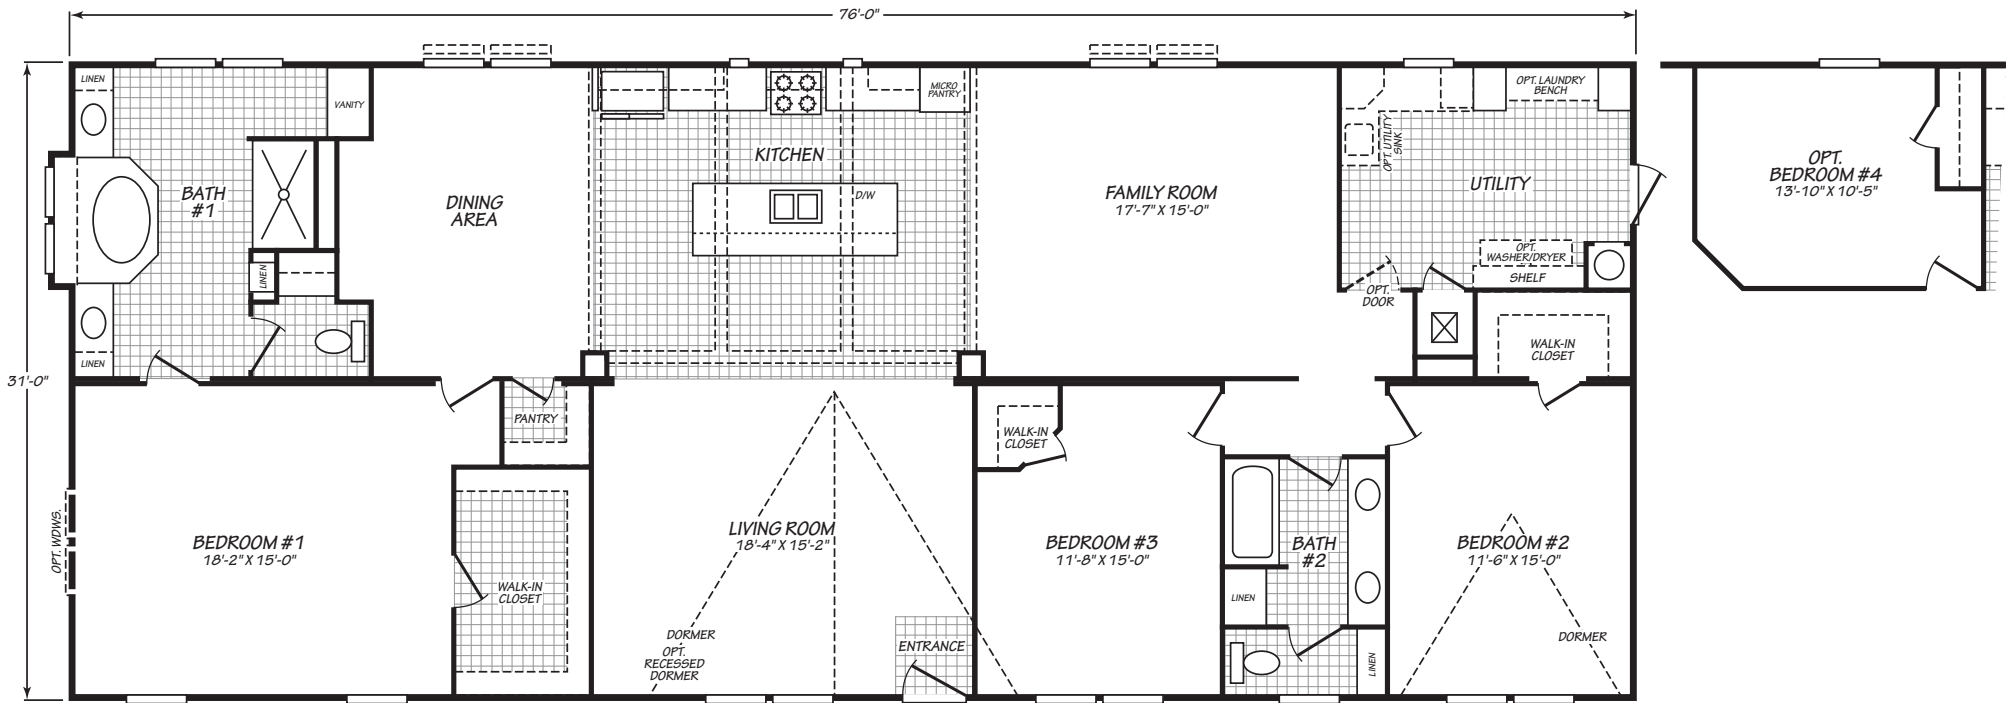 76'-0"
31'-0"
LINEN
VANITY
BATH
#1
LINEN
LINEN
DINING
AREA
KITCHEN
MICRO
PANTRY
D/W
FAMILY ROOM
17'-7" X 15'-0"
OPT. LAUNDRY
BENCH
OPT. UTILITY
SINK
UTILITY
OPT.
WASHER/DRYER
SHELF
OPT.
DOOR
WALK-IN
CLOSET
OPT.
BEDROOM #4
13'-10" X 10'-5"
PANTRY
OPT. WDWS.
BEDROOM #1
18'-2" X 15'-0"
WALK-IN
CLOSET
LIVING ROOM
18'-4" X 15'-2"
DORMER
OPT.
RECESSED
DORMER
ENTRANCE
WALK-IN
CLOSET
BEDROOM #3
11'-8" X 15'-0"
BATH
#2
LINEN
LINEN
BEDROOM #2
11'-6" X 15'-0"
DORMER